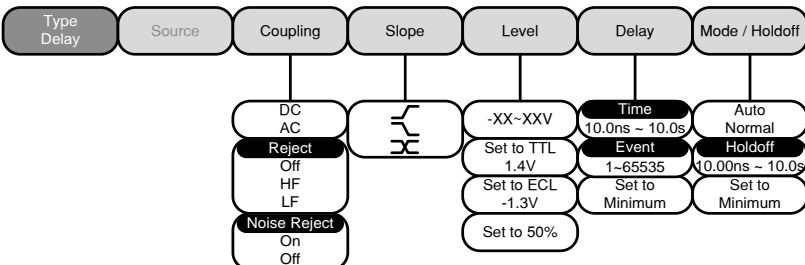 Type
Delay
Source
Coupling
Slope
Level
Delay
Mode / Holdoff
DC
AC
Reject
Off
HF
LF
Noise Reject
On
Off
-XX~XXV
Set to TTL
1.4V
Set to ECL
-1.3V
Set to 50%
Time
10.0ns ~ 10.0s
Event
1~65535
Set to
Minimum
Auto
Normal
Holdoff
10.00ns ~ 10.0s
Set to
Minimum